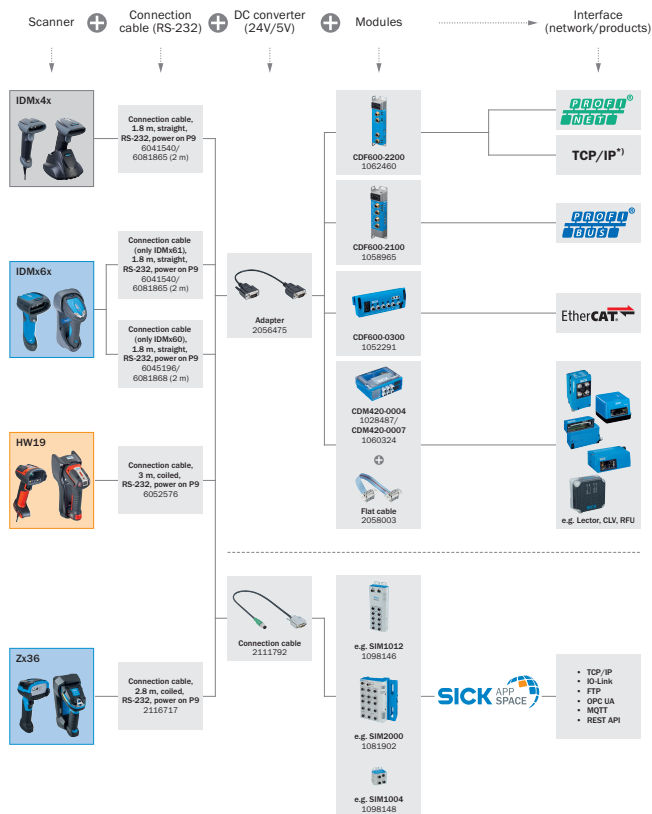 Scanner
Connection
cable (RS-232)
DC converter
(24V/5V)
Modules
Interface
(network/products)
IDMx4x
Connection cable,
1.8 m, straight,
RS-232, power on P9
6041540/
6081865 (2 m)
CDF600-2200
1062460
PROFI
NET
®
TCP/IP*)
IDMx6x
Connection cable
(only IDMx61),
1.8 m, straight,
RS-232, power on P9
6041540/
6081865 (2 m)
Connection cable
(only IDMx60),
1.8 m, straight,
RS-232, power on P9
6045196/
6081868 (2 m)
Adapter
2056475
CDF600-2100
1058965
PROFI
BUS
®
CDF600-0300
1052291
EtherCAT®
CDM420-0004
1028487/
CDM420-0007
1060324
Flat cable
2058003
e.g. Lector, CLV, RFU
HW19
Connection cable,
3 m, coiled,
RS-232, power on P9
6052576
Connection cable
2111792
e.g. SIM1012
1098146
Zx36
Connection cable,
2.8 m, coiled,
RS-232, power on P9
2116717
e.g. SIM2000
1081902
e.g. SIM1004
1098148
SICK APP
SPACE
• TCP/IP
• IO-Link
• FTP
• OPC UA
• MQTT
• REST API